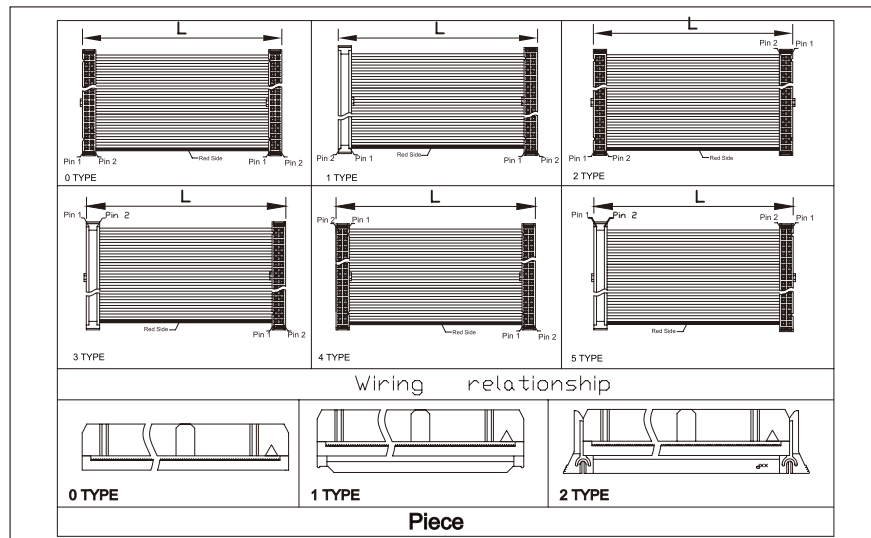 L
L
L
Pin 2 Pin 1
Pin 1 Pin 2 Red Side Pin 1 Pin 2
0 TYPE
Pin 2 Pin 1 Red Side Pin 1 Pin 2
1 TYPE
Pin 1 Pin 2 Red Side
2 TYPE
L
L
L
Pin 1 Pin 2
Pin 2 Pin 1
Pin 1 Pin 2
Pin 2 Pin 1
Red Side Pin 1 Pin 2
3 TYPE
Red Side Pin 1 Pin 2
4 TYPE
Red Side
5 TYPE
Wiring relationship
0 TYPE
1 TYPE
2 TYPE
Piece